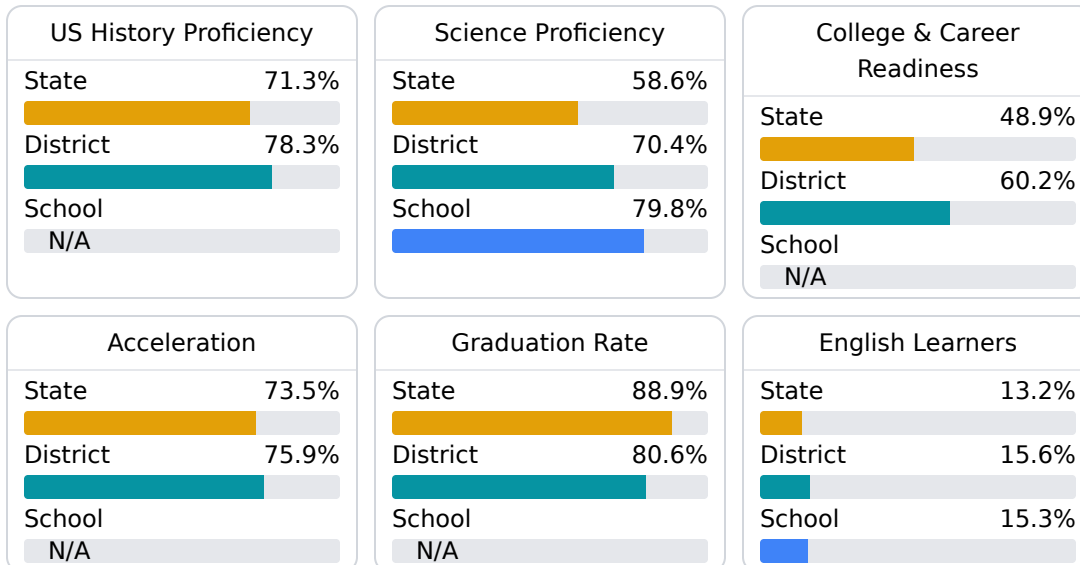 US History Proficiency
State 71.3%
District 78.3%
School
N/A
Science Proficiency
State 58.6%
District 70.4%
School 79.8%
College & Career
Readiness
State 48.9%
District 60.2%
School
N/A
Acceleration
State 73.5%
District 75.9%
School
N/A
Graduation Rate
State 88.9%
District 80.6%
School
N/A
English Learners
State 13.2%
District 15.6%
School 15.3%